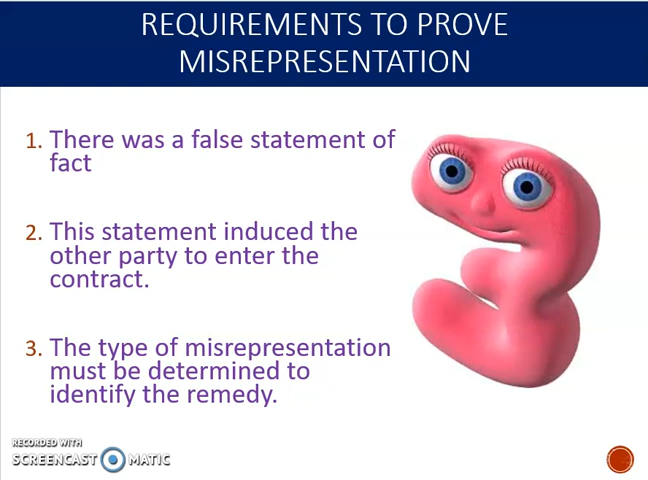 REQUIREMENTS TO PROVE
MISREPRESENTATION
1. There was a false statement of
fact
2. This statement induced the
other party to enter the
contract.
3. The type of misrepresentation
must be determined to
identify the remedy.
RECORDED WITH
SCREENCAST MATIC